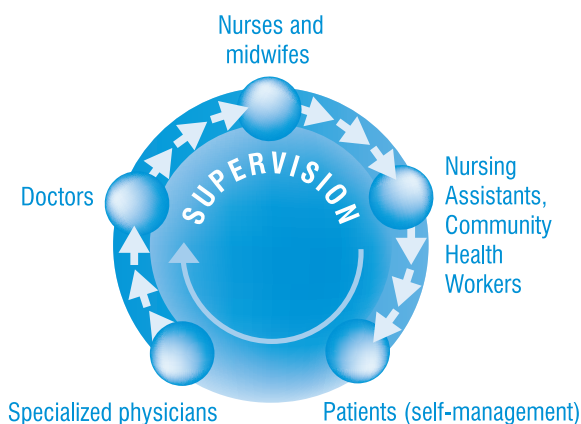 Nurses and
midwifes
SUPERVISION
Doctors
Nursing
Assistants,
Community
Health
Workers
Specialized physicians
Patients (self-management)